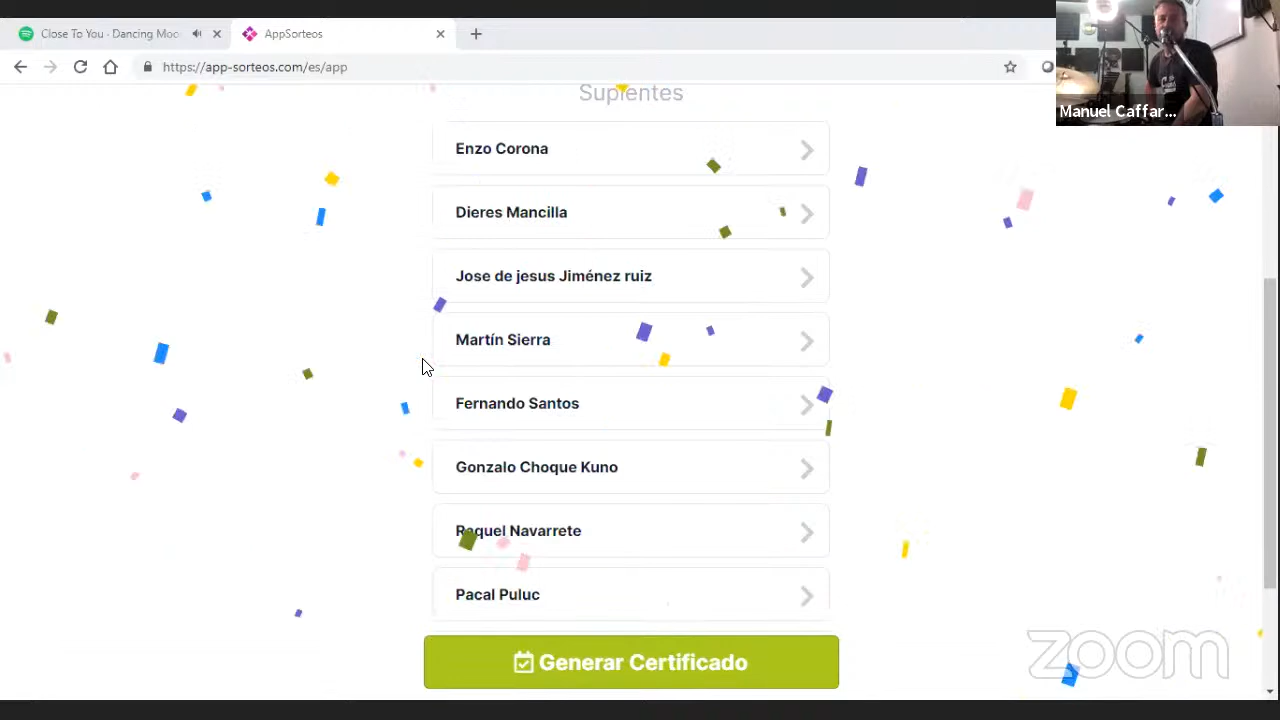 Close To You · Dancing Moo
AppSorteos
https://app-sorteos.com/es/app
Manuel Caffar...
Suplentes
Enzo Corona
Dieres Mancilla
Jose de jesus Jiménez ruiz
Martín Sierra
Fernando Santos
Gonzalo Choque Kuno
Raquel Navarrete
Pacal Puluc
Generar Certificado
zoom